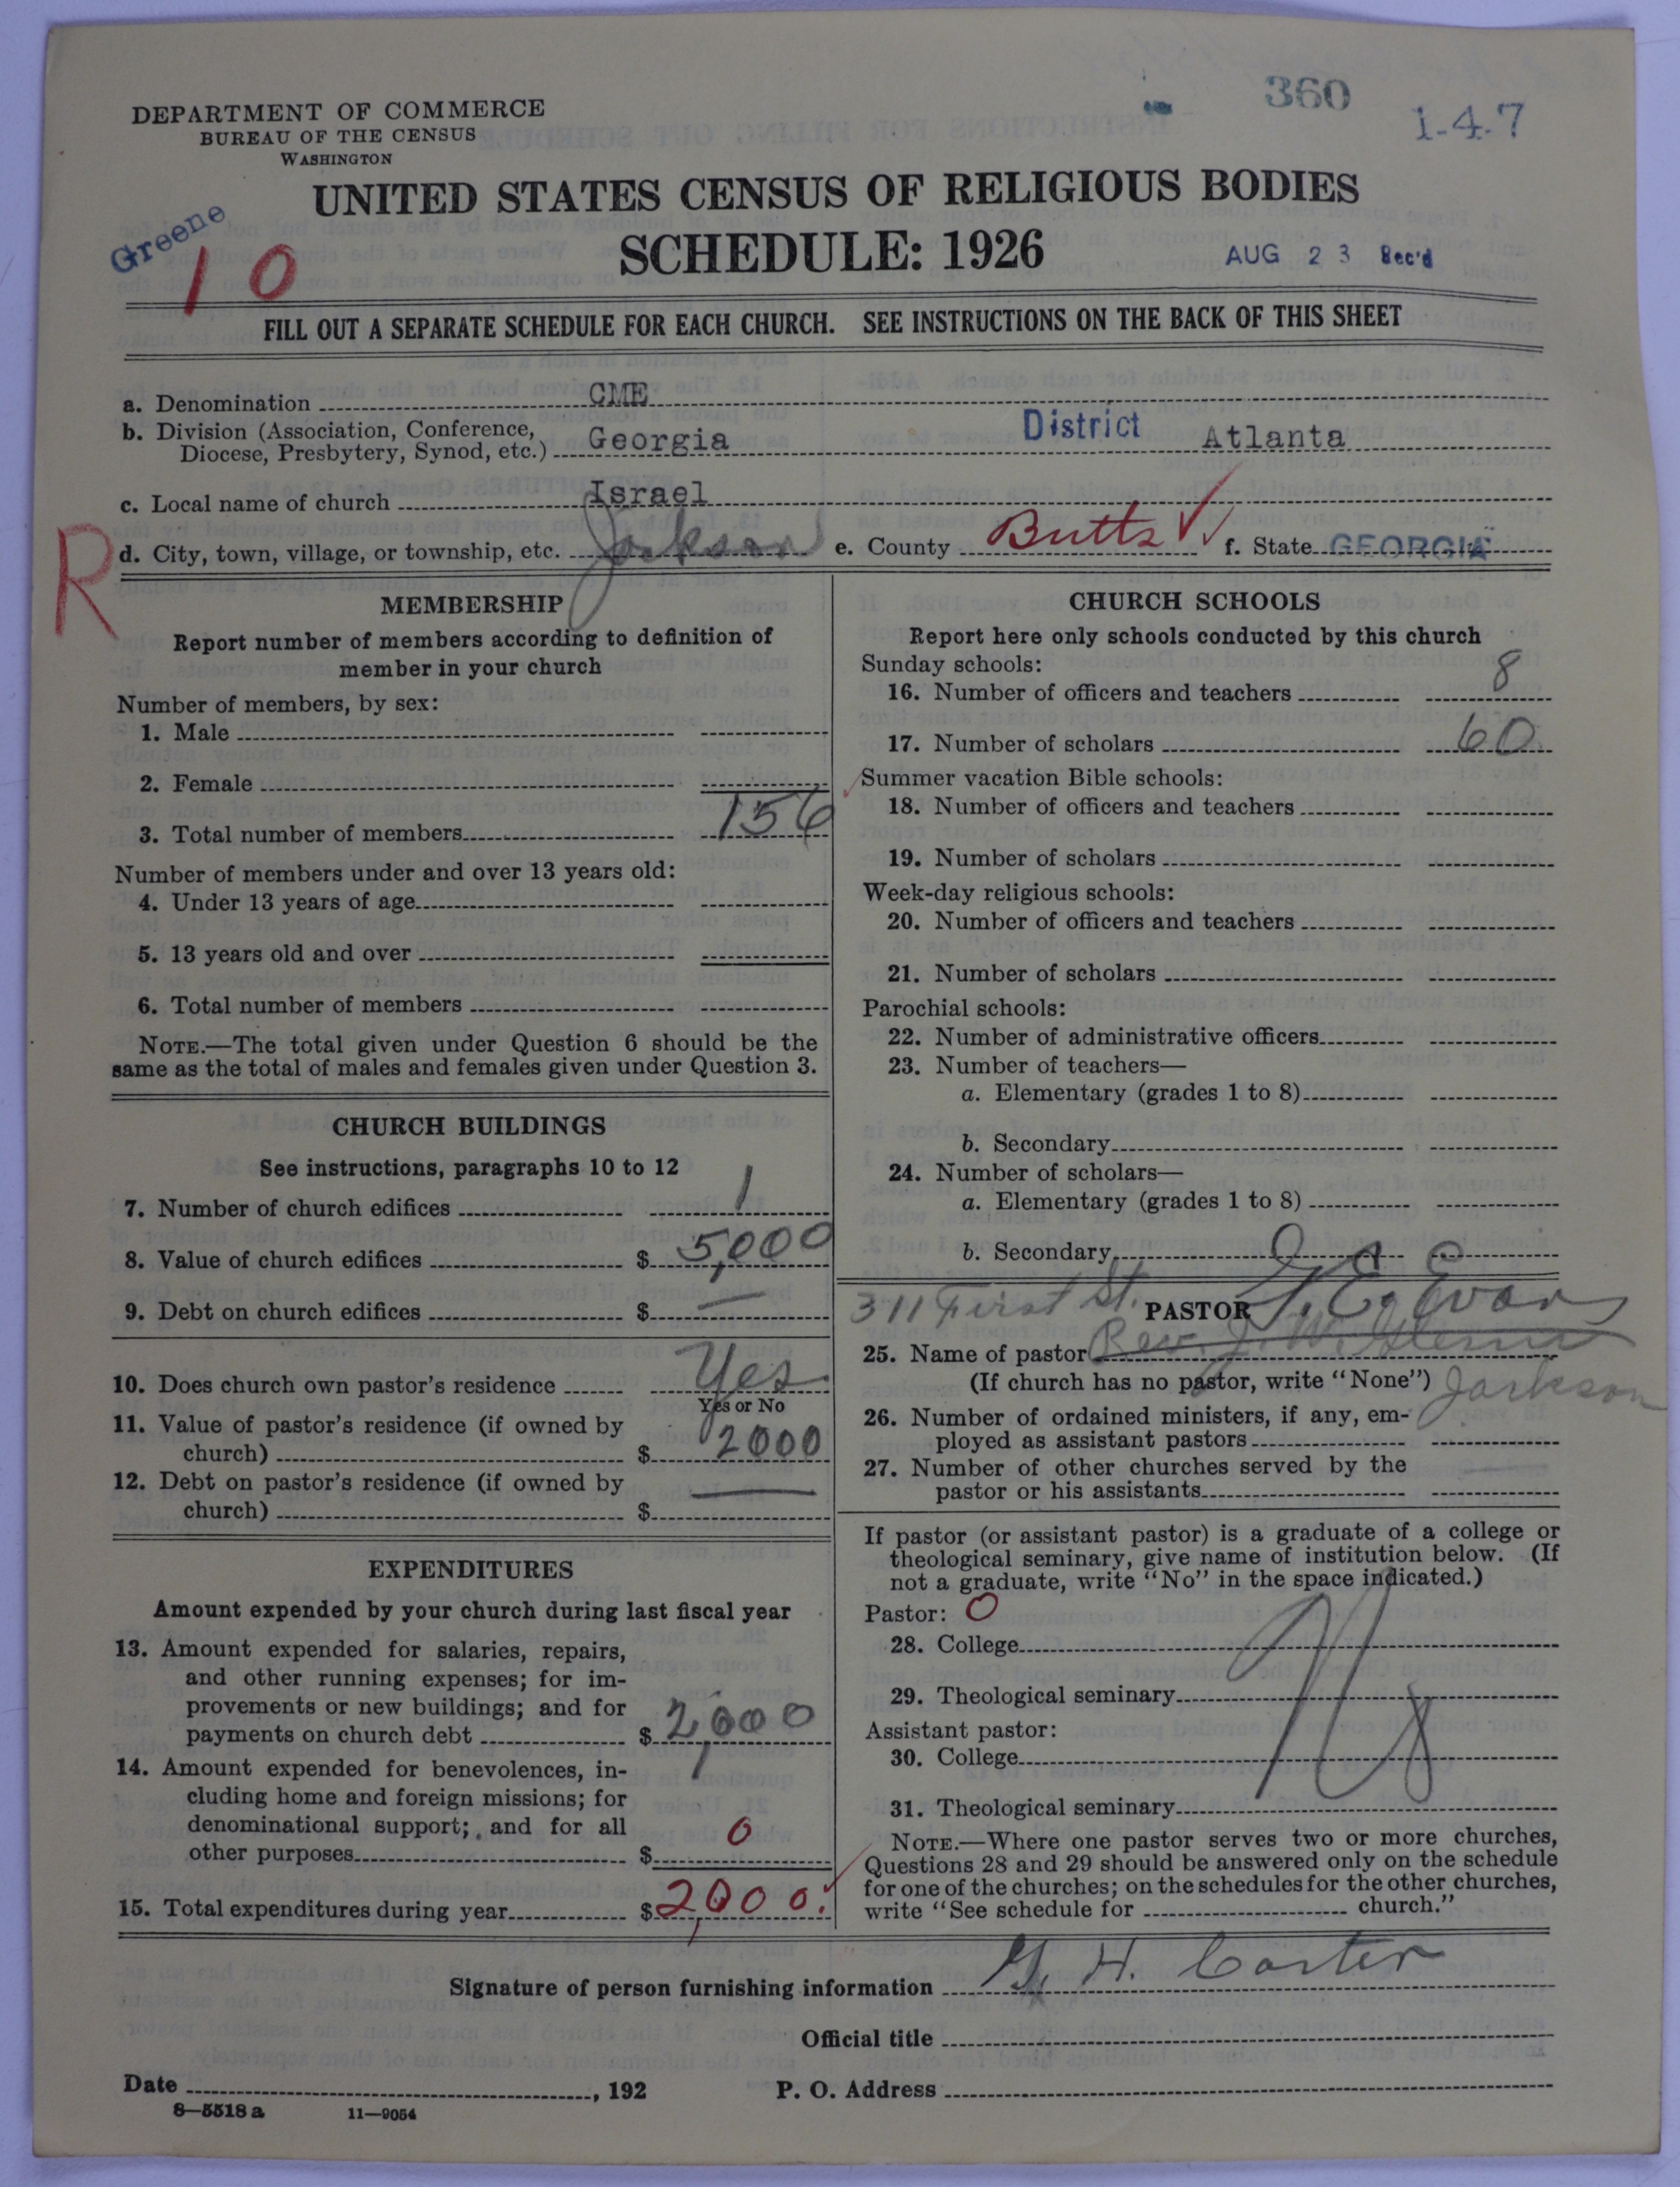 360
1-4-7
DEPARTMENT OF COMMERCE
BUREAU OF THE CENSUS
WASHINGTON
UNITED STATES CENSUS OF RELIGIOUS BODIES
SCHEDULE: 1926
Greene
10
AUG 23 Rec'd
FILL OUT A SEPARATE SCHEDULE FOR EACH CHURCH. SEE INSTRUCTIONS ON THE BACK OF THIS SHEET
a. Denomination CME
b. Division (Association, Conference, Diocese, Presbytery, Synod, etc.) Georgia District Atlanta
c. Local name of church Israel
R
d. City, town, village, or township, etc. Jackson e. County Butts f. State GEORGIA
MEMBERSHIP
Report number of members according to definition of
member in your church
Number of members, by sex:
1. Male
2. Female
3. Total number of members 156
Number of members under and over 13 years old:
4. Under 13 years of age
5. 13 years old and over
6. Total number of members
NOTE.—The total given under Question 6 should be the
same as the total of males and females given under Question 3.
CHURCH BUILDINGS
See instructions, paragraphs 10 to 12
7. Number of church edifices 1
8. Value of church edifices $ 5,000
9. Debt on church edifices $ —
10. Does church own pastor's residence Yes
Yes or No
11. Value of pastor's residence (if owned by
church) $ 2000
12. Debt on pastor's residence (if owned by
church) $ —
EXPENDITURES
Amount expended by your church during last fiscal year
13. Amount expended for salaries, repairs,
and other running expenses; for im-
provements or new buildings; and for
payments on church debt $ 2,000
14. Amount expended for benevolences, in-
cluding home and foreign missions; for
denominational support; and for all
other purposes $ 0
15. Total expenditures during year $ 2,000.
CHURCH SCHOOLS
Report here only schools conducted by this church
Sunday schools:
16. Number of officers and teachers 8
17. Number of scholars 60
Summer vacation Bible schools:
18. Number of officers and teachers
19. Number of scholars
Week-day religious schools:
20. Number of officers and teachers
21. Number of scholars
Parochial schools:
22. Number of administrative officers
23. Number of teachers—
a. Elementary (grades 1 to 8)
b. Secondary
24. Number of scholars—
a. Elementary (grades 1 to 8)
b. Secondary
311 First St. PASTOR E. Evans
25. Name of pastor Rev. J. W.
(If church has no pastor, write "None") Jackson
26. Number of ordained ministers, if any, em-
ployed as assistant pastors
27. Number of other churches served by the
pastor or his assistants
If pastor (or assistant pastor) is a graduate of a college or
theological seminary, give name of institution below. (If
not a graduate, write "No" in the space indicated.)
Pastor: 0
28. College
29. Theological seminary
Assistant pastor:
30. College
31. Theological seminary
NOTE.—Where one pastor serves two or more churches,
Questions 28 and 29 should be answered only on the schedule
for one of the churches; on the schedules for the other churches,
write "See schedule for church."
Signature of person furnishing information H. Carter
Official title
Date , 192 P. O. Address
8—5518 a 11—9054